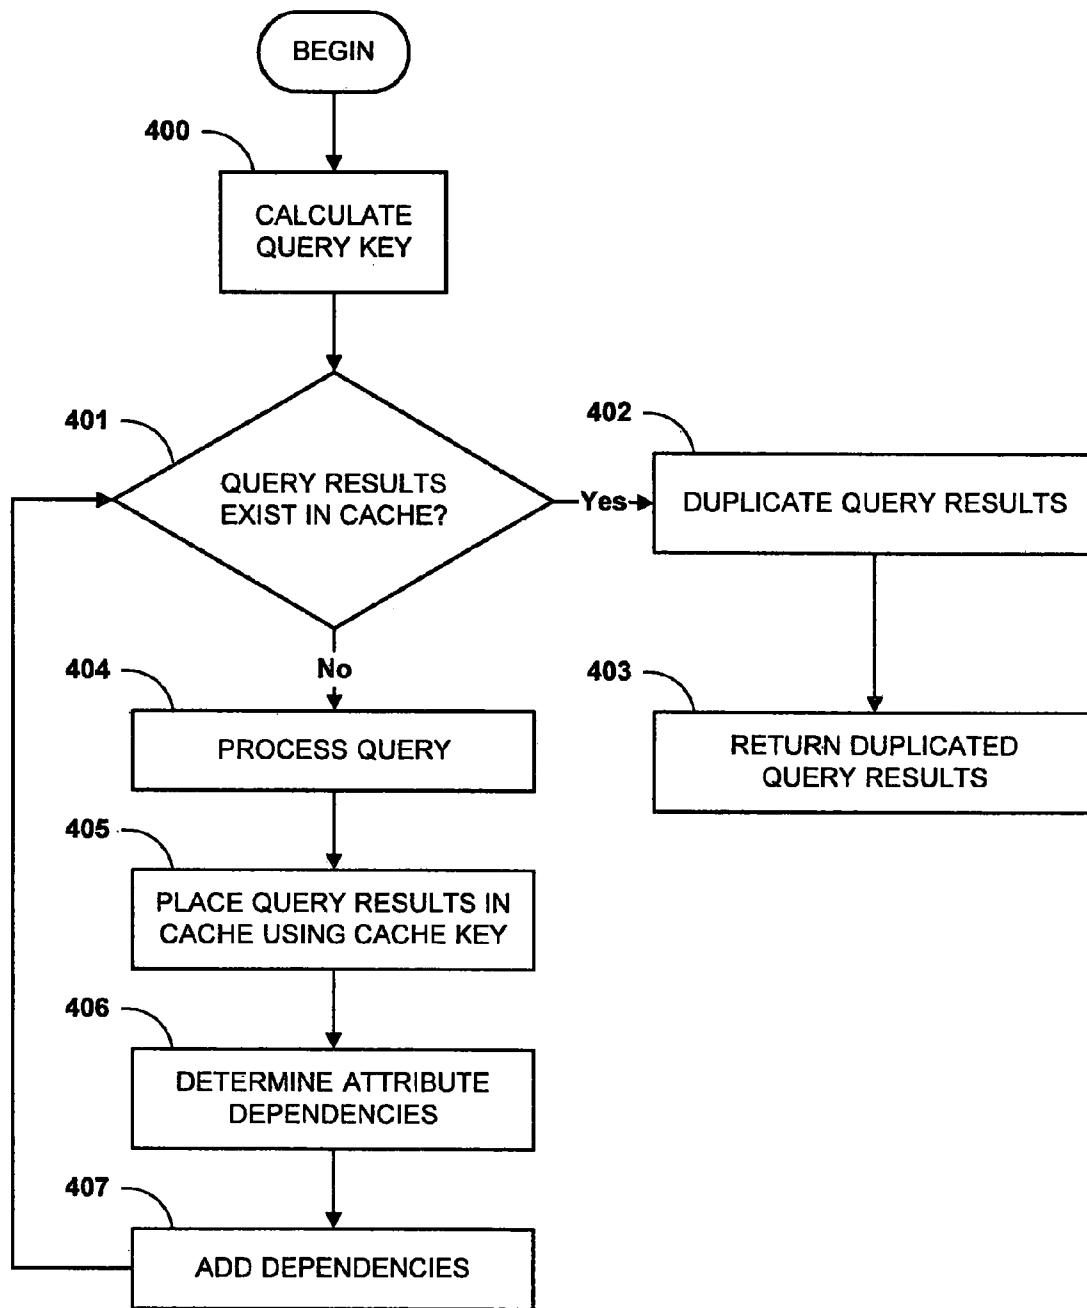 BEGIN
400
CALCULATE
QUERY KEY
401
QUERY RESULTS
EXIST IN CACHE?
Yes
402
DUPLICATE QUERY RESULTS
403
RETURN DUPLICATED
QUERY RESULTS
No
404
PROCESS QUERY
405
PLACE QUERY RESULTS IN
CACHE USING CACHE KEY
406
DETERMINE ATTRIBUTE
DEPENDENCIES
407
ADD DEPENDENCIES